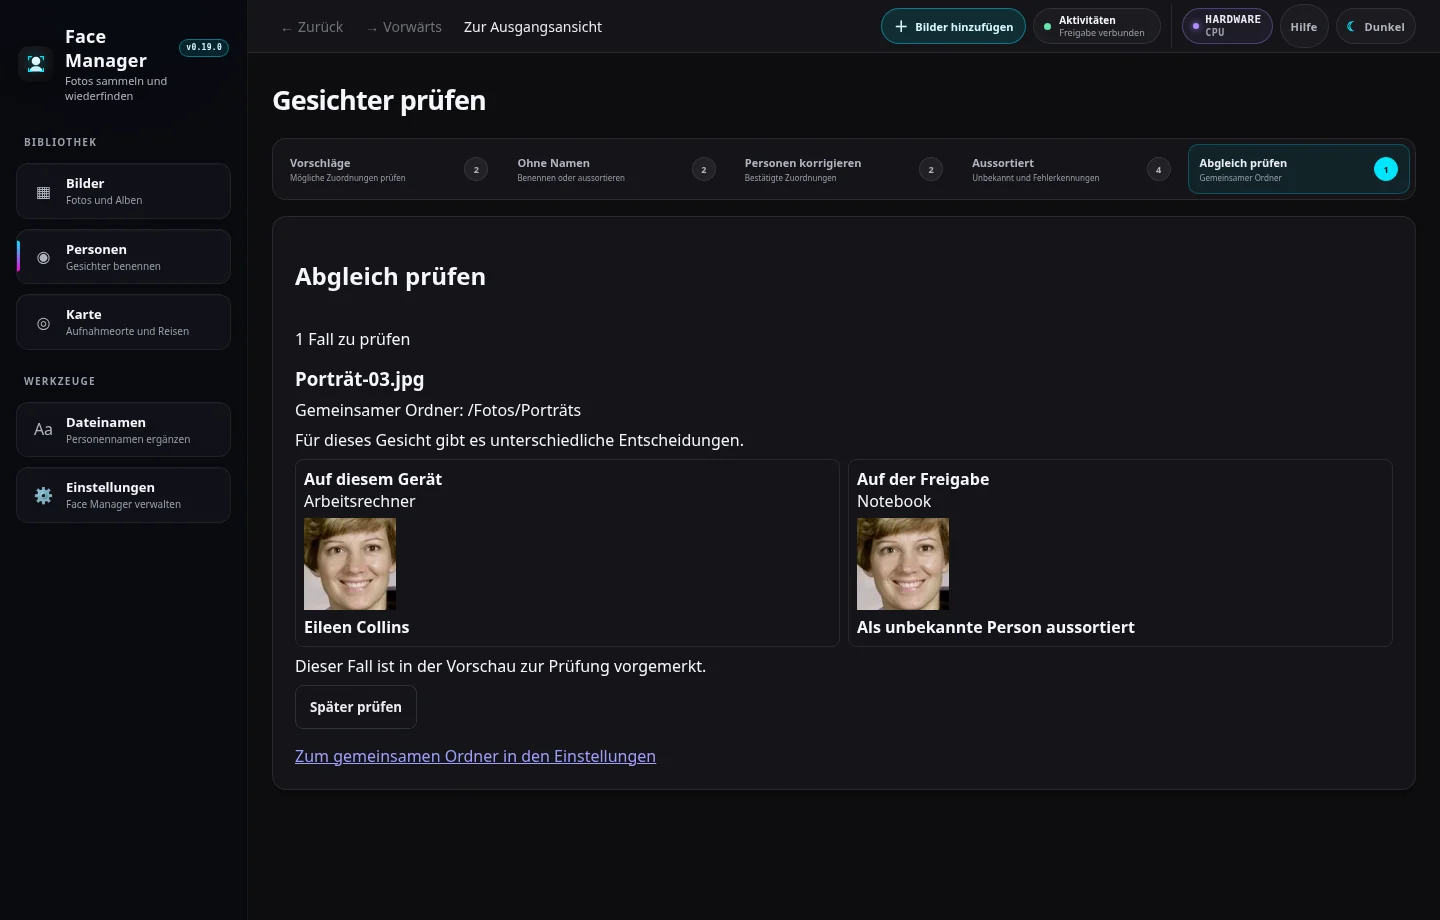 Face Manager
v0.19.0
Fotos sammeln und wiederfinden
BIBLIOTHEK
Bilder
Fotos und Alben
Personen
Gesichter benennen
Karte
Aufnahmeorte und Reisen
WERKZEUGE
Aa
Dateinamen
Personennamen ergänzen
Einstellungen
Face Manager verwalten
← Zurück
→ Vorwärts
Zur Ausgangsansicht
+ Bilder hinzufügen
Aktivitäten
Freigabe verbunden
HARDWARE
CPU
Hilfe
Dunkel
Gesichter prüfen
Vorschläge
Mögliche Zuordnungen prüfen
2
Ohne Namen
Benennen oder aussortieren
2
Personen korrigieren
Bestätigte Zuordnungen
2
Aussortiert
Unbekannt und Fehlerkennungen
4
Abgleich prüfen
Gemeinsamer Ordner
1
Abgleich prüfen
1 Fall zu prüfen
Porträt-03.jpg
Gemeinsamer Ordner: /Fotos/Porträts
Für dieses Gesicht gibt es unterschiedliche Entscheidungen.
Auf diesem Gerät
Arbeitsrechner
Eileen Collins
Auf der Freigabe
Notebook
Als unbekannte Person aussortiert
Dieser Fall ist in der Vorschau zur Prüfung vorgemerkt.
Später prüfen
Zum gemeinsamen Ordner in den Einstellungen